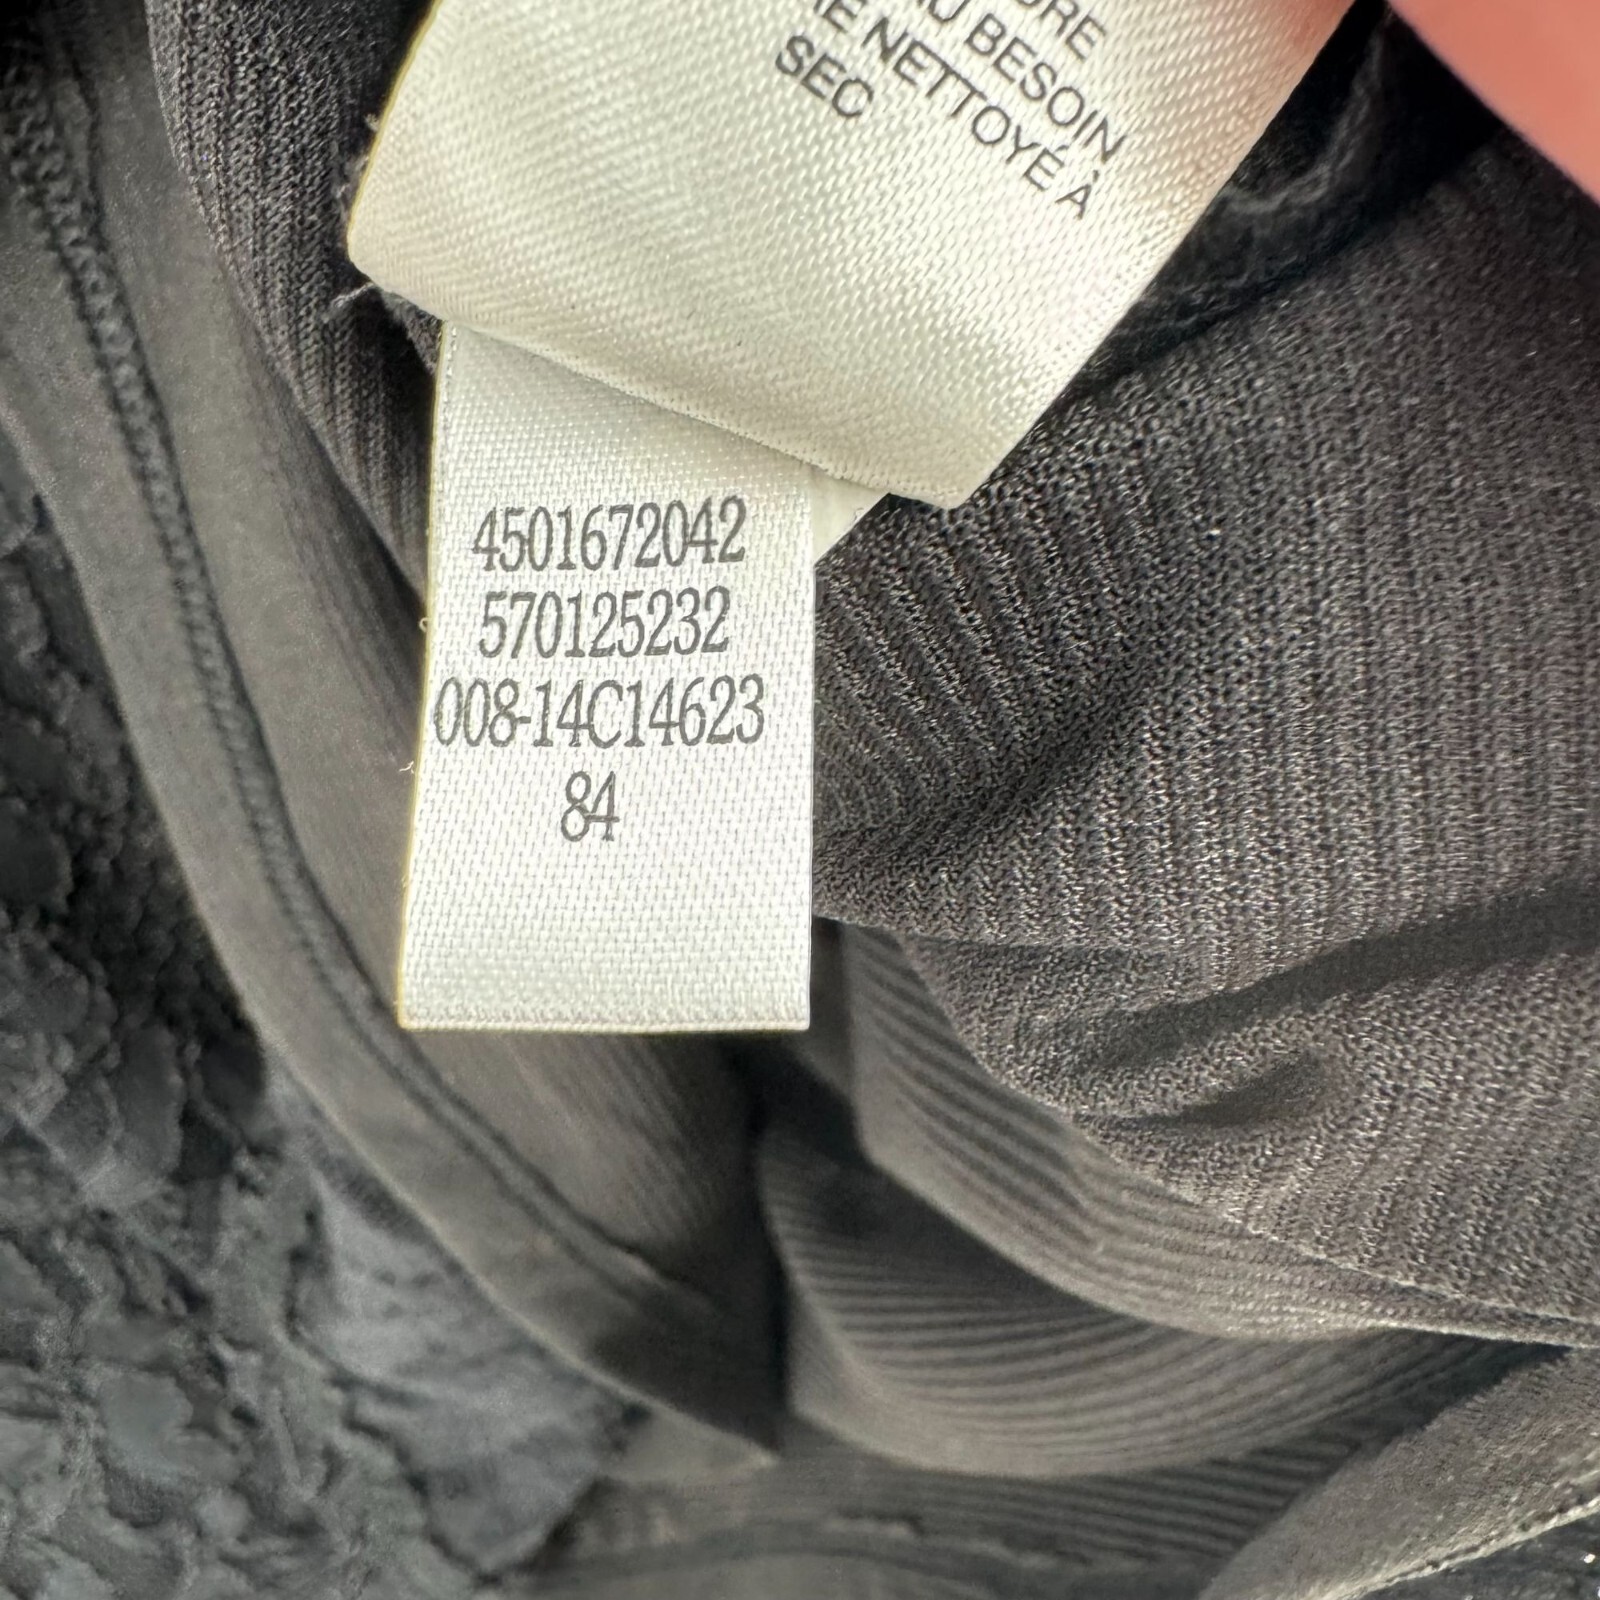 AU BESOIN
NETTOYÉ À
SEC
4501672042
570125232
008-14C14623
84